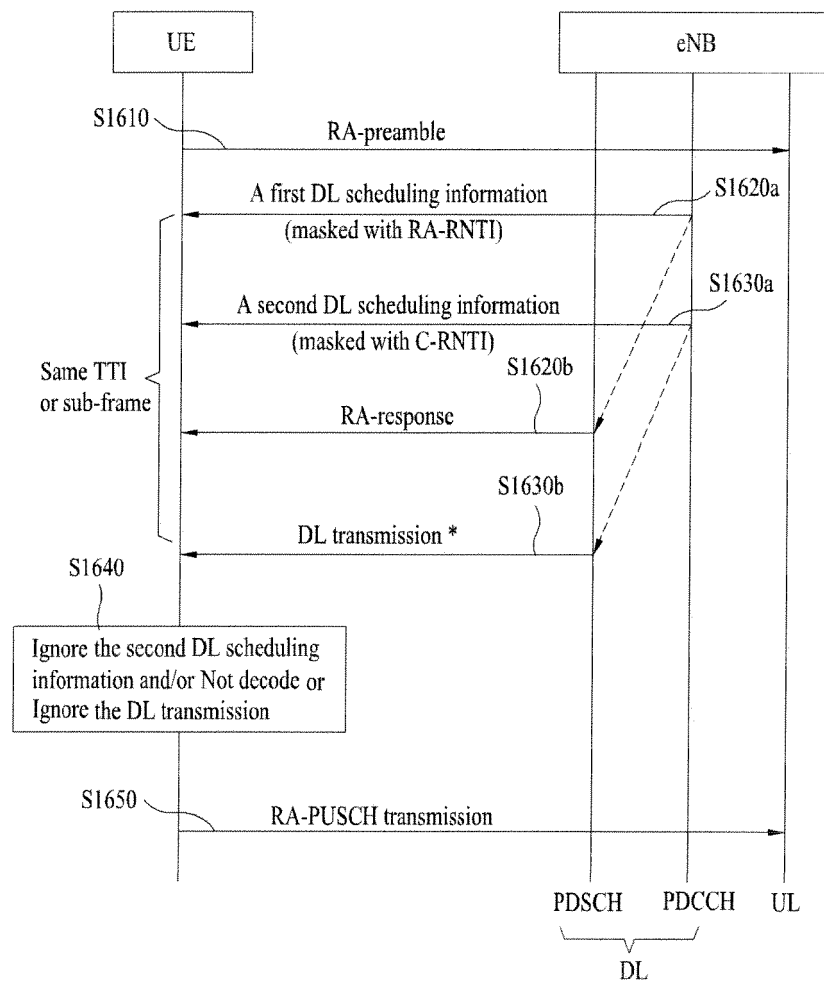 UE
eNB
S1610
RA-preamble
A first DL scheduling information
S1620a
(masked with RA-RNTI)
S1630a
A second DL scheduling information
(masked with C-RNTI)
S1620b
Same TTI
or sub-frame
RA-response
S1630b
DL transmission *
S1640
Ignore the second DL scheduling
information and/or Not decode or
Ignore the DL transmission
S1650
RA-PUSCH transmission
PDSCH
PDCCH
UL
DL